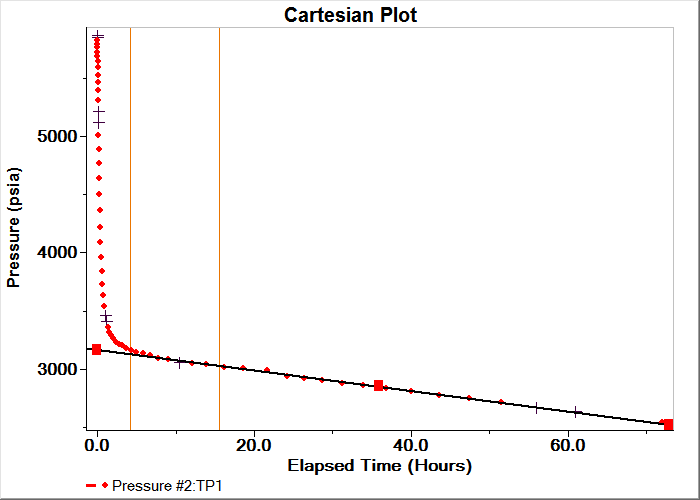 Cartesian Plot
5000
4000
3000
Pressure (psia)
0.0 20.0 40.0 60.0
Elapsed Time (Hours)
Pressure #2:TP1